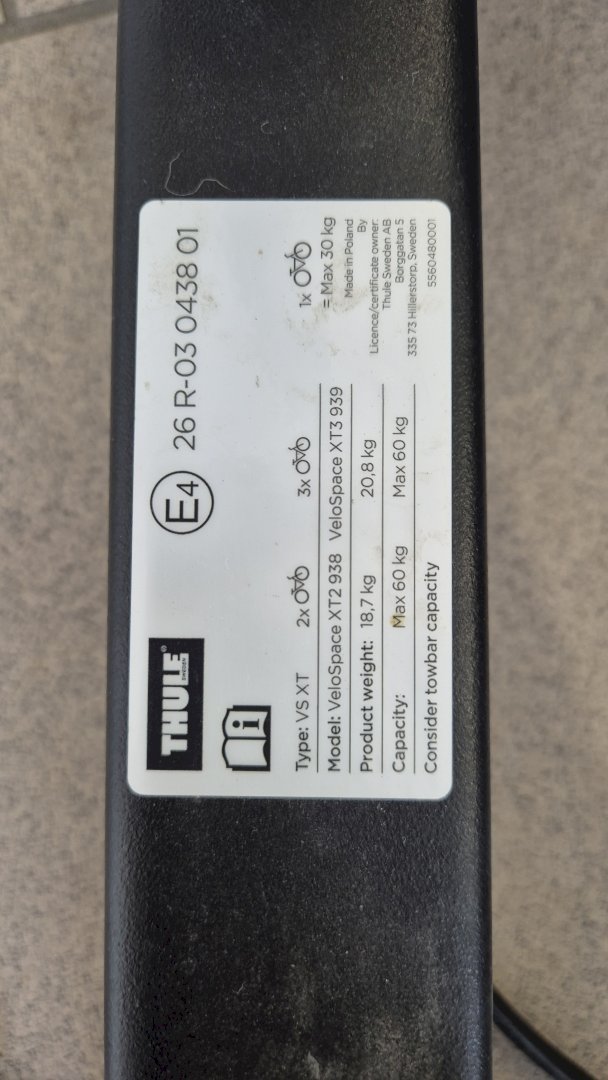 THULE®
SWEDEN
E4 26 R-03 0438 01
Type: VS XT 2x 3x 1x
= Max 30 kg
Model: VeloSpace XT2 938 VeloSpace XT3 939
Product weight: 18,7 kg 20,8 kg
Capacity: Max 60 kg Max 60 kg
Consider towbar capacity
Made in Poland
By
Licence/certificate owner:
Thule Sweden AB
Borggatan 5
335 73 Hillerstorp, Sweden
5560480001